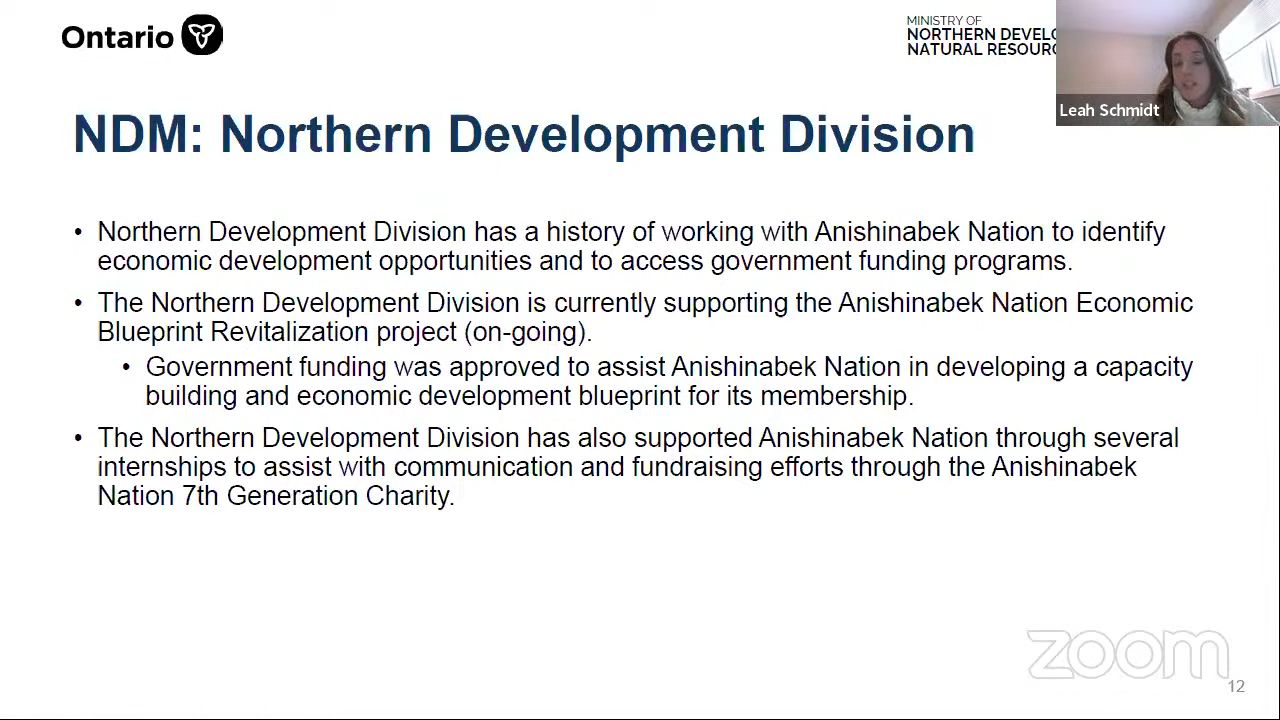 Ontario
MINISTRY OF
NORTHERN DEVEL
NATURAL RESOUR
Leah Schmidt
NDM: Northern Development Division
• Northern Development Division has a history of working with Anishinabek Nation to identify
economic development opportunities and to access government funding programs.
• The Northern Development Division is currently supporting the Anishinabek Nation Economic
Blueprint Revitalization project (on-going).
• Government funding was approved to assist Anishinabek Nation in developing a capacity
building and economic development blueprint for its membership.
• The Northern Development Division has also supported Anishinabek Nation through several
internships to assist with communication and fundraising efforts through the Anishinabek
Nation 7th Generation Charity.
zoom
12